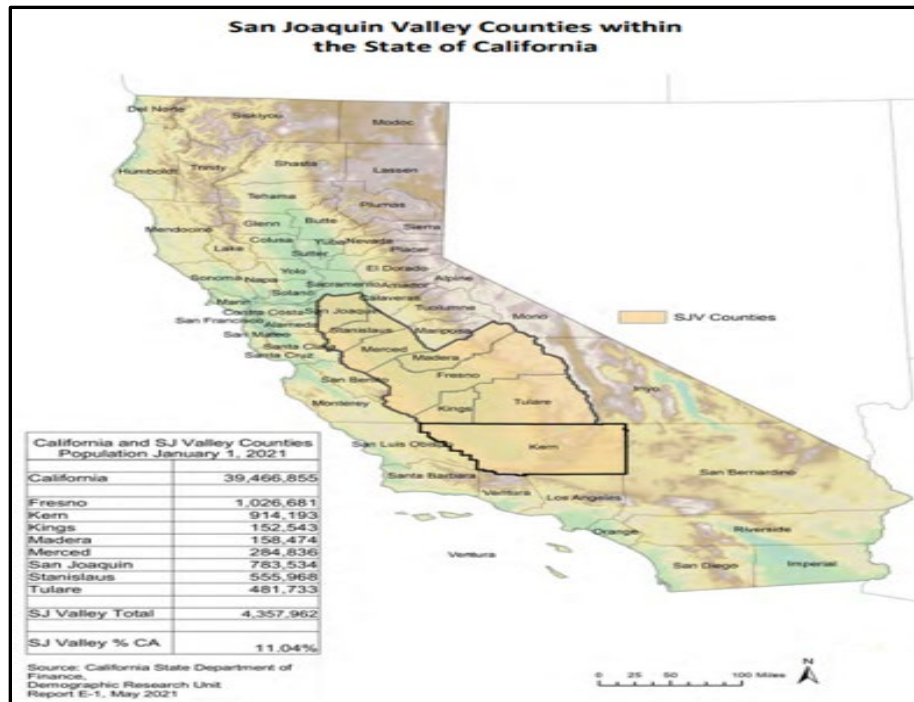 San Joaquin Valley Counties within
the State of California
Del Norte
Siskiyou
Modoc
Humboldt
Trinity
Shasta
Lassen
Tehama
Plumas
Mendocino
Glenn
Butte
Sierra
Lake
Colusa
Yuba
Nevada
Sutter
Placer
Sonoma
Napa
Yolo
El Dorado
Alpine
Sacramento
Amador
Marin
Solano
Calaveras
Contra Costa
San Joaquin
Tuolumne
Mono
San Francisco
Alameda
Stanislaus
Mariposa
SJV Counties
San Mateo
Santa Clara
Merced
Santa Cruz
Madera
San Benito
Fresno
Inyo
Monterey
Kings
Tulare
San Luis Obispo
Kern
San Bernardino
Santa Barbara
Ventura
Los Angeles
Orange
Riverside
Ventura
San Diego
Imperial
California and SJ Valley Counties
Population January 1, 2021
California 39,466,855
Fresno 1,026,681
Kern 914,193
Kings 152,543
Madera 158,474
Merced 284,836
San Joaquin 783,534
Stanislaus 555,968
Tulare 481,733
SJ Valley Total 4,357,962
SJ Valley % CA 11.04%
Source: California State Department of
Finance,
Demographic Research Unit
Report E-1, May 2021
0 25 50 100 Miles
N